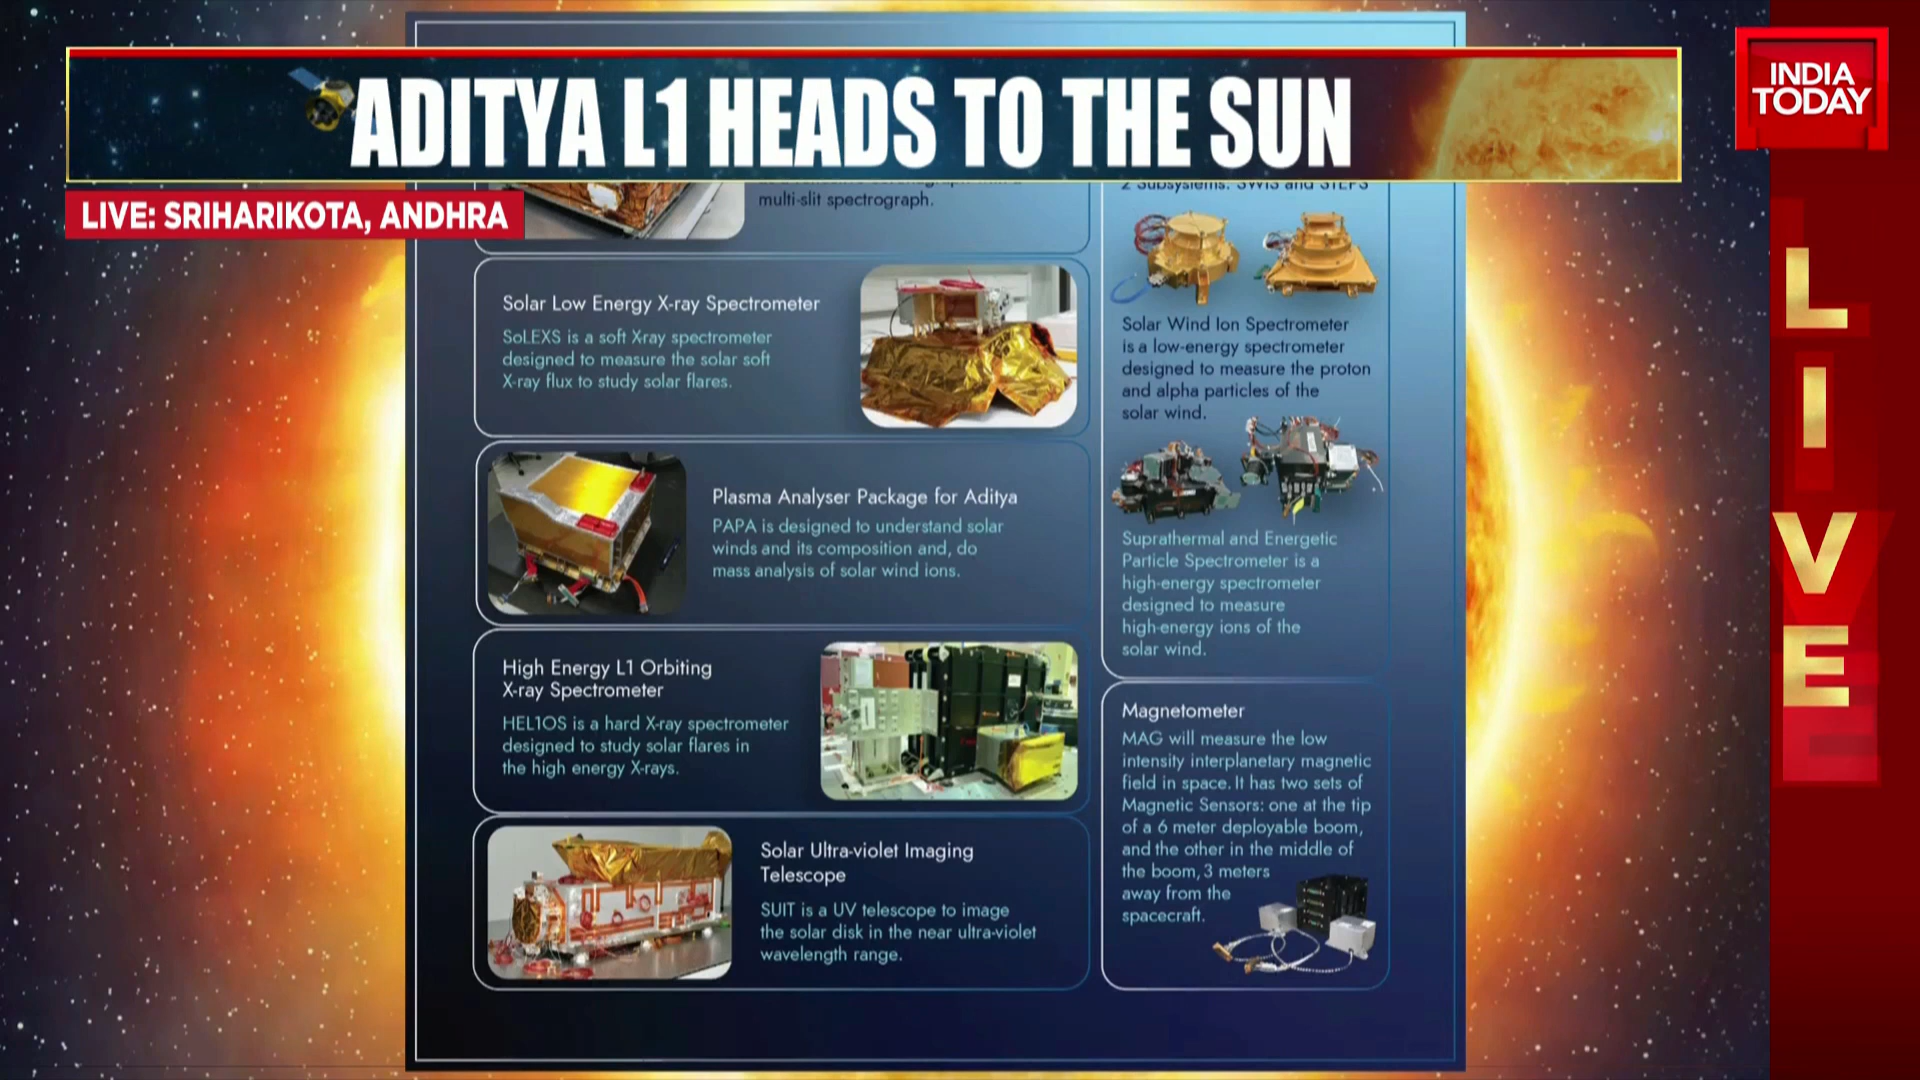 ADITYA L1 HEADS TO THE SUN
INDIA
TODAY
LIVE: SRIHARIKOTA, ANDHRA
LIVE
multi-slit spectrograph.
Solar Low Energy X-ray Spectrometer
SoLEXS is a soft X-ray spectrometer
designed to measure the solar soft
X-ray flux to study solar flares.
Plasma Analyser Package for Aditya
PAPA is designed to understand solar
winds and its composition and, do
mass analysis of solar wind ions.
High Energy L1 Orbiting
X-ray Spectrometer
HEL1OS is a hard X-ray spectrometer
designed to study solar flares in
the high energy X-rays.
Solar Ultra-violet Imaging
Telescope
SUIT is a UV telescope to image
the solar disk in the near ultra-violet
wavelength range.
2 Subsystems: SWIS and STEPS
Solar Wind Ion Spectrometer
is a low-energy spectrometer
designed to measure the proton
and alpha particles of the
solar wind.
Suprathermal and Energetic
Particle Spectrometer is a
high-energy spectrometer
designed to measure
high-energy ions of the
solar wind.
Magnetometer
MAG will measure the low
intensity interplanetary magnetic
field in space. It has two sets of
Magnetic Sensors: one at the tip
of a 6 meter deployable boom,
and the other in the middle of
the boom, 3 meters
away from the
spacecraft.